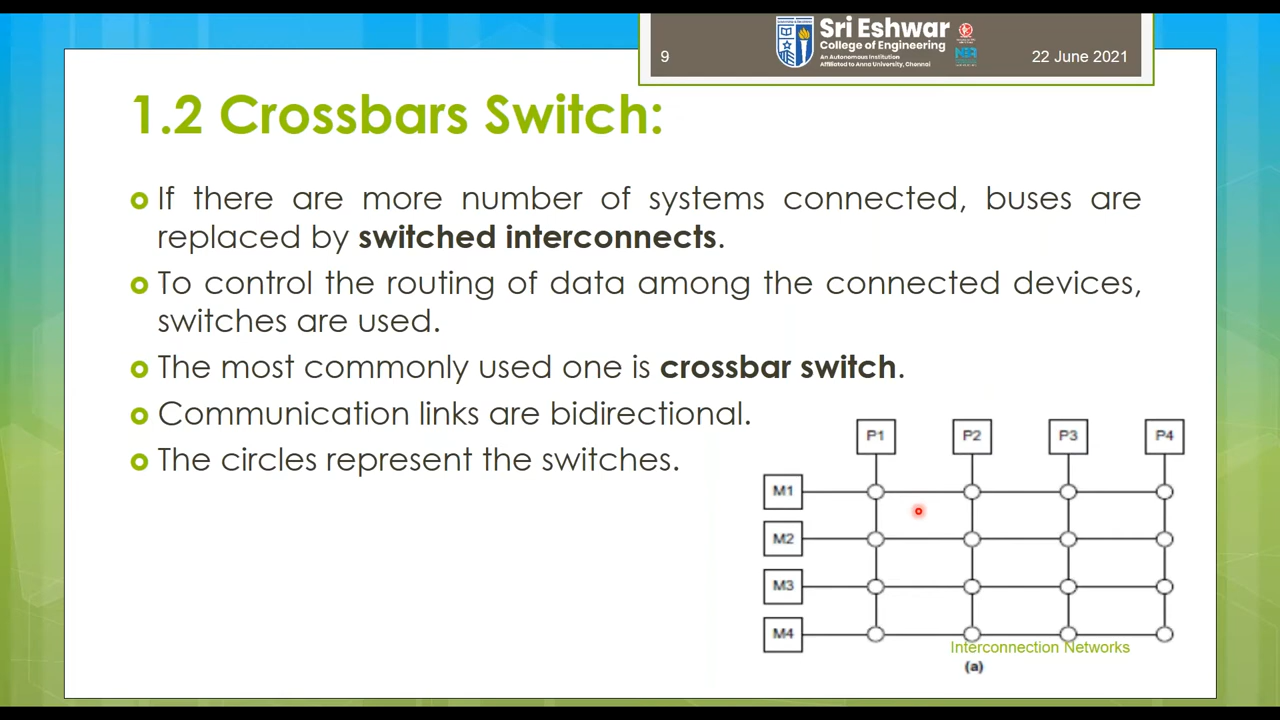 9
Sri Eshwar
College of Engineering
An Autonomous Institution
Affiliated to Anna University, Chennai
22 June 2021
1.2 Crossbars Switch:
If there are more number of systems connected, buses are
replaced by switched interconnects.
To control the routing of data among the connected devices,
switches are used.
The most commonly used one is crossbar switch.
Communication links are bidirectional.
The circles represent the switches.
P1 P2 P3 P4
M1
M2
M3
M4
Interconnection Networks
(a)